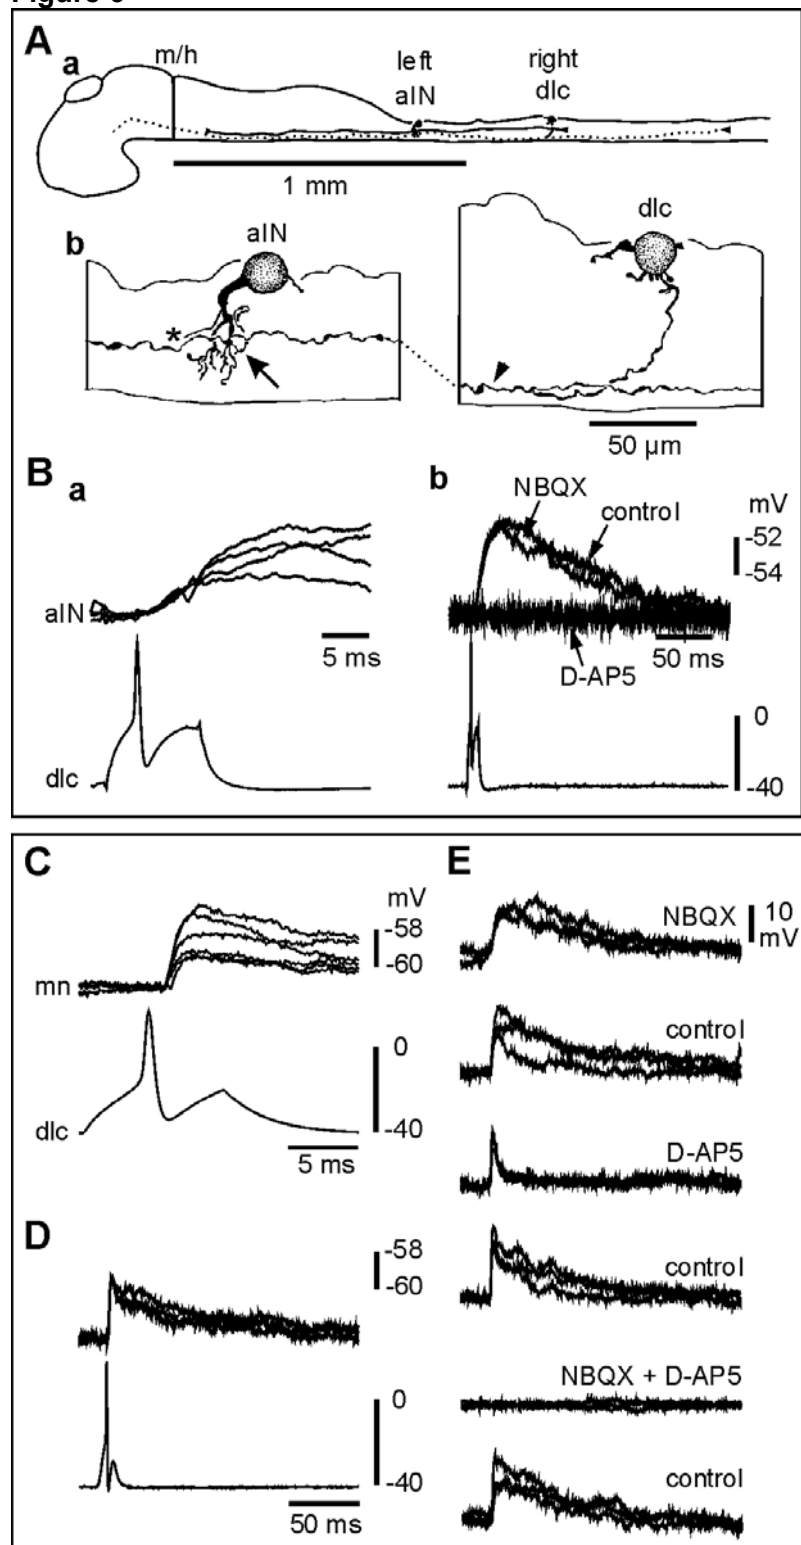 A
a
m/h
left
aIN
right
dlc
1 mm
b
aIN
*
dlc
50 µm
B
a
aIN
5 ms
dlc
b
NBQX
control
mV
-52
-54
50 ms
D-AP5
0
-40
C
mV
-58
-60
mn
0
dlc
-40
5 ms
D
-58
-60
0
-40
50 ms
E
NBQX
10
mV
control
D-AP5
control
NBQX + D-AP5
control